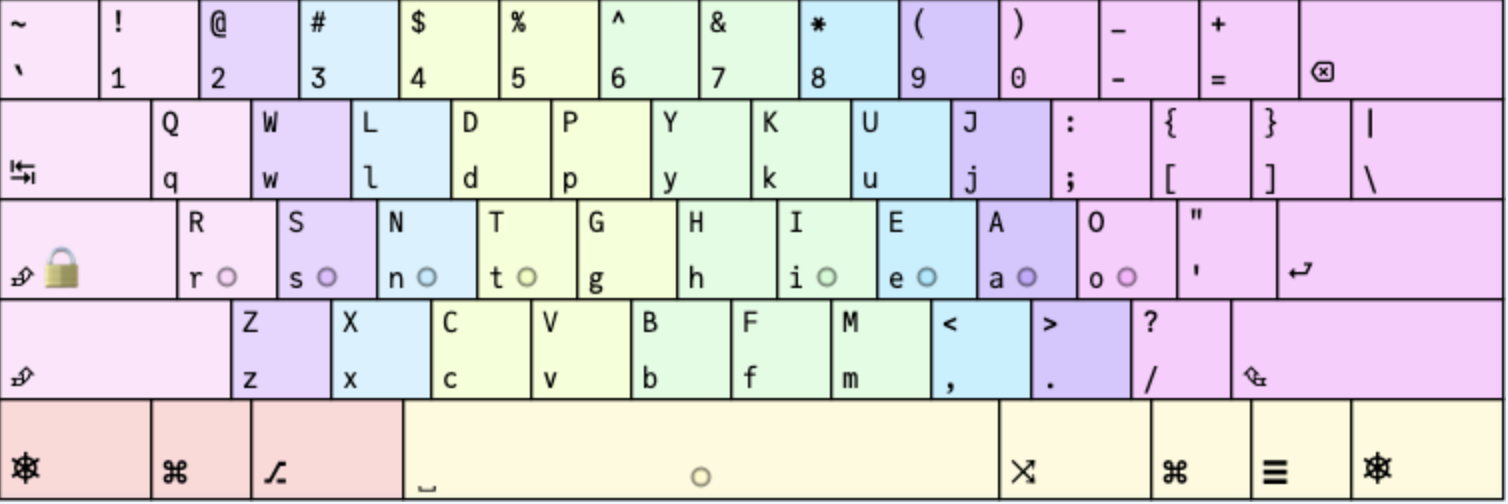 ~ ! @ # $ % ^ & * ( ) _ +
` 1 2 3 4 5 6 7 8 9 0 - = ⌫
Q W L D P Y K U J : { } |
↹ q w l d p y k u j ; [ ] \
R S N T G H I E A O "
r s n t g h i e a o '
Z X C V B F M < > ?
z x c v b f m , . /
⌘ ⌥ ⌘ ☰